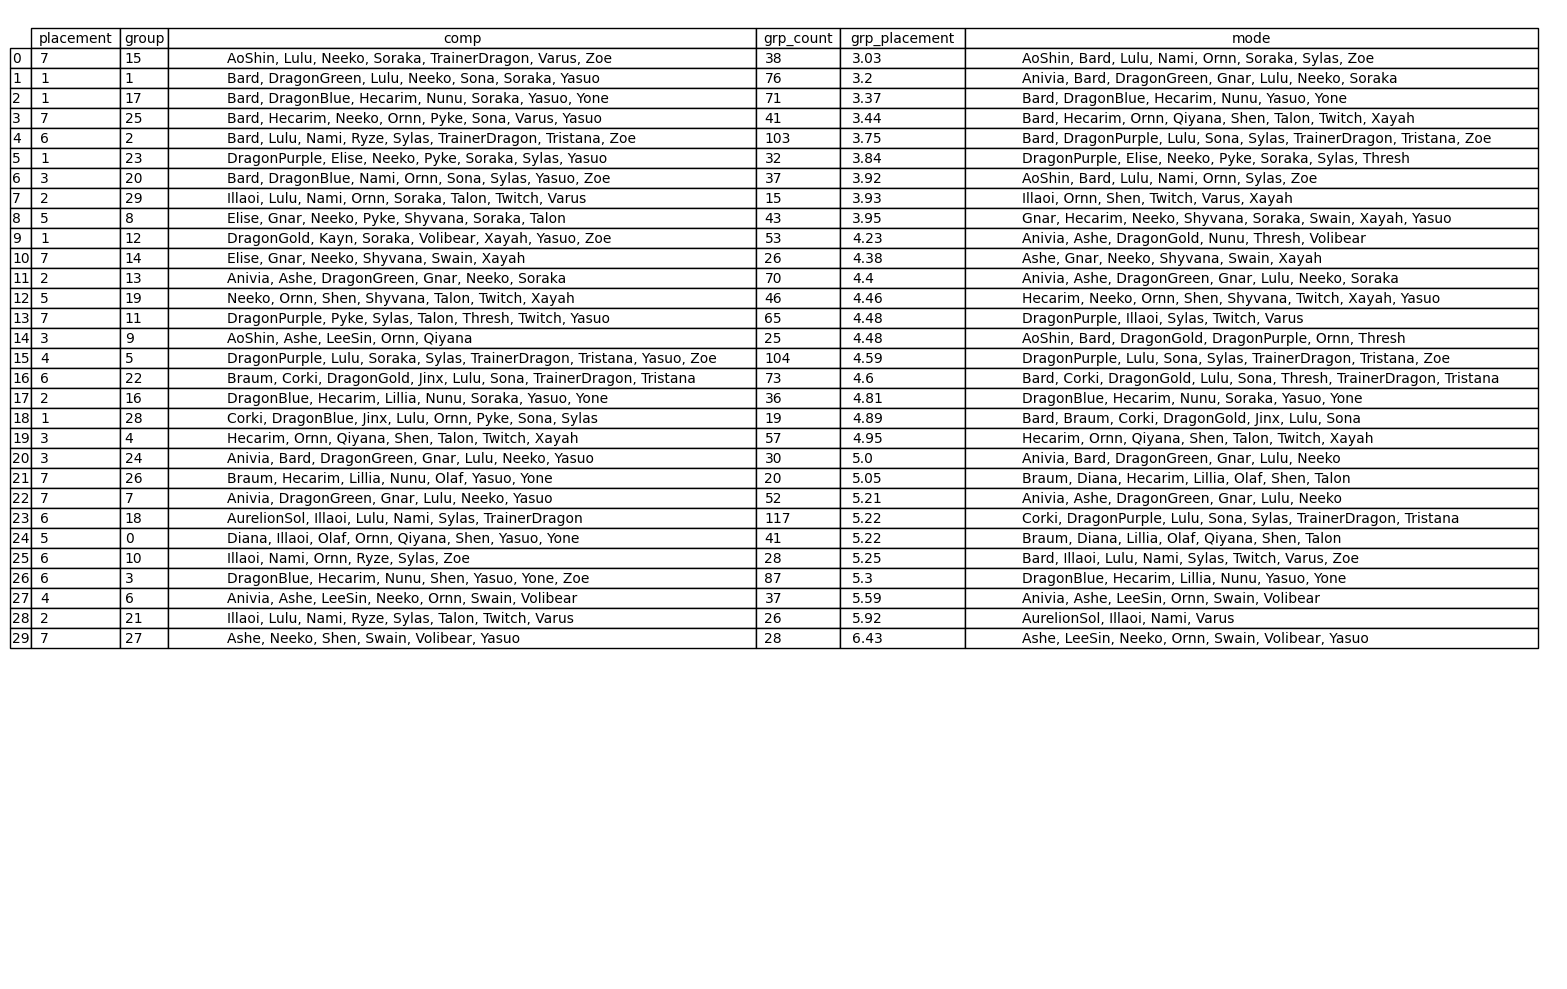 placement group comp grp_count grp_placement mode
0 7 15 AoShin, Lulu, Neeko, Soraka, TrainerDragon, Varus, Zoe 38 3.03 AoShin, Bard, Lulu, Nami, Ornn, Soraka, Sylas, Zoe
1 1 1 Bard, DragonGreen, Lulu, Neeko, Sona, Soraka, Yasuo 76 3.2 Anivia, Bard, DragonGreen, Gnar, Lulu, Neeko, Soraka
2 1 17 Bard, DragonBlue, Hecarim, Nunu, Soraka, Yasuo, Yone 71 3.37 Bard, DragonBlue, Hecarim, Nunu, Yasuo, Yone
3 7 25 Bard, Hecarim, Neeko, Ornn, Pyke, Sona, Varus, Yasuo 41 3.44 Bard, Hecarim, Ornn, Qiyana, Shen, Talon, Twitch, Xayah
4 6 2 Bard, Lulu, Nami, Ryze, Sylas, TrainerDragon, Tristana, Zoe 103 3.75 Bard, DragonPurple, Lulu, Sona, Sylas, TrainerDragon, Tristana, Zoe
5 1 23 DragonPurple, Elise, Neeko, Pyke, Soraka, Sylas, Yasuo 32 3.84 DragonPurple, Elise, Neeko, Pyke, Soraka, Sylas, Thresh
6 3 20 Bard, DragonBlue, Nami, Ornn, Sona, Sylas, Yasuo, Zoe 37 3.92 AoShin, Bard, Lulu, Nami, Ornn, Sylas, Zoe
7 2 29 Illaoi, Lulu, Nami, Ornn, Soraka, Talon, Twitch, Varus 15 3.93 Illaoi, Ornn, Shen, Twitch, Varus, Xayah
8 5 8 Elise, Gnar, Neeko, Pyke, Shyvana, Soraka, Talon 43 3.95 Gnar, Hecarim, Neeko, Shyvana, Soraka, Swain, Xayah, Yasuo
9 1 12 DragonGold, Kayn, Soraka, Volibear, Xayah, Yasuo, Zoe 53 4.23 Anivia, Ashe, DragonGold, Nunu, Thresh, Volibear
10 7 14 Elise, Gnar, Neeko, Shyvana, Swain, Xayah 26 4.38 Ashe, Gnar, Neeko, Shyvana, Swain, Xayah
11 2 13 Anivia, Ashe, DragonGreen, Gnar, Neeko, Soraka 70 4.4 Anivia, Ashe, DragonGreen, Gnar, Lulu, Neeko, Soraka
12 5 19 Neeko, Ornn, Shen, Shyvana, Talon, Twitch, Xayah 46 4.46 Hecarim, Neeko, Ornn, Shen, Shyvana, Twitch, Xayah, Yasuo
13 7 11 DragonPurple, Pyke, Sylas, Talon, Thresh, Twitch, Yasuo 65 4.48 DragonPurple, Illaoi, Sylas, Twitch, Varus
14 3 9 AoShin, Ashe, LeeSin, Ornn, Qiyana 25 4.48 AoShin, Bard, DragonGold, DragonPurple, Ornn, Thresh
15 4 5 DragonPurple, Lulu, Soraka, Sylas, TrainerDragon, Tristana, Yasuo, Zoe 104 4.59 DragonPurple, Lulu, Sona, Sylas, TrainerDragon, Tristana, Zoe
16 6 22 Braum, Corki, DragonGold, Jinx, Lulu, Sona, TrainerDragon, Tristana 73 4.6 Bard, Corki, DragonGold, Lulu, Sona, Thresh, TrainerDragon, Tristana
17 2 16 DragonBlue, Hecarim, Lillia, Nunu, Soraka, Yasuo, Yone 36 4.81 DragonBlue, Hecarim, Nunu, Soraka, Yasuo, Yone
18 1 28 Corki, DragonBlue, Jinx, Lulu, Ornn, Pyke, Sona, Sylas 19 4.89 Bard, Braum, Corki, DragonGold, Jinx, Lulu, Sona
19 3 4 Hecarim, Ornn, Qiyana, Shen, Talon, Twitch, Xayah 57 4.95 Hecarim, Ornn, Qiyana, Shen, Talon, Twitch, Xayah
20 3 24 Anivia, Bard, DragonGreen, Gnar, Lulu, Neeko, Yasuo 30 5.0 Anivia, Bard, DragonGreen, Gnar, Lulu, Neeko
21 7 26 Braum, Hecarim, Lillia, Nunu, Olaf, Yasuo, Yone 20 5.05 Braum, Diana, Hecarim, Lillia, Olaf, Shen, Talon
22 7 7 Anivia, DragonGreen, Gnar, Lulu, Neeko, Yasuo 52 5.21 Anivia, Ashe, DragonGreen, Gnar, Lulu, Neeko
23 6 18 AurelionSol, Illaoi, Lulu, Nami, Sylas, TrainerDragon 117 5.22 Corki, DragonPurple, Lulu, Sona, Sylas, TrainerDragon, Tristana
24 5 0 Diana, Illaoi, Olaf, Ornn, Qiyana, Shen, Yasuo, Yone 41 5.22 Braum, Diana, Lillia, Olaf, Qiyana, Shen, Talon
25 6 10 Illaoi, Nami, Ornn, Ryze, Sylas, Zoe 28 5.25 Bard, Illaoi, Lulu, Nami, Sylas, Twitch, Varus, Zoe
26 6 3 DragonBlue, Hecarim, Nunu, Shen, Yasuo, Yone, Zoe 87 5.3 DragonBlue, Hecarim, Lillia, Nunu, Yasuo, Yone
27 4 6 Anivia, Ashe, LeeSin, Neeko, Ornn, Swain, Volibear 37 5.59 Anivia, Ashe, LeeSin, Ornn, Swain, Volibear
28 2 21 Illaoi, Lulu, Nami, Ryze, Sylas, Talon, Twitch, Varus 26 5.92 AurelionSol, Illaoi, Nami, Varus
29 7 27 Ashe, Neeko, Shen, Swain, Volibear, Yasuo 28 6.43 Ashe, LeeSin, Neeko, Ornn, Swain, Volibear, Yasuo